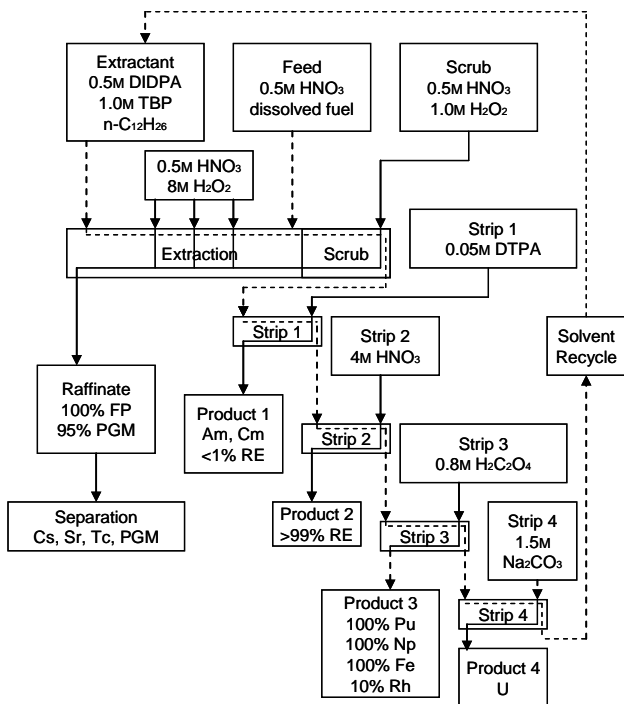 Extractant
0.5M DIDPA
1.0M TBP
n-C₁₂H₂₆
Feed
0.5M HNO₃
dissolved fuel
Scrub
0.5M HNO₃
1.0M H₂O₂
0.5M HNO₃
8M H₂O₂
Extraction
Scrub
Strip 1
0.05M DTPA
Strip 1
Strip 2
4M HNO₃
Solvent
Recycle
Raffinate
100% FP
95% PGM
Product 1
Am, Cm
<1% RE
Strip 2
Strip 3
0.8M H₂C₂O₄
Separation
Cs, Sr, Tc, PGM
Product 2
>99% RE
Strip 3
Strip 4
1.5M
Na₂CO₃
Product 3
100% Pu
100% Np
100% Fe
10% Rh
Strip 4
Product 4
U